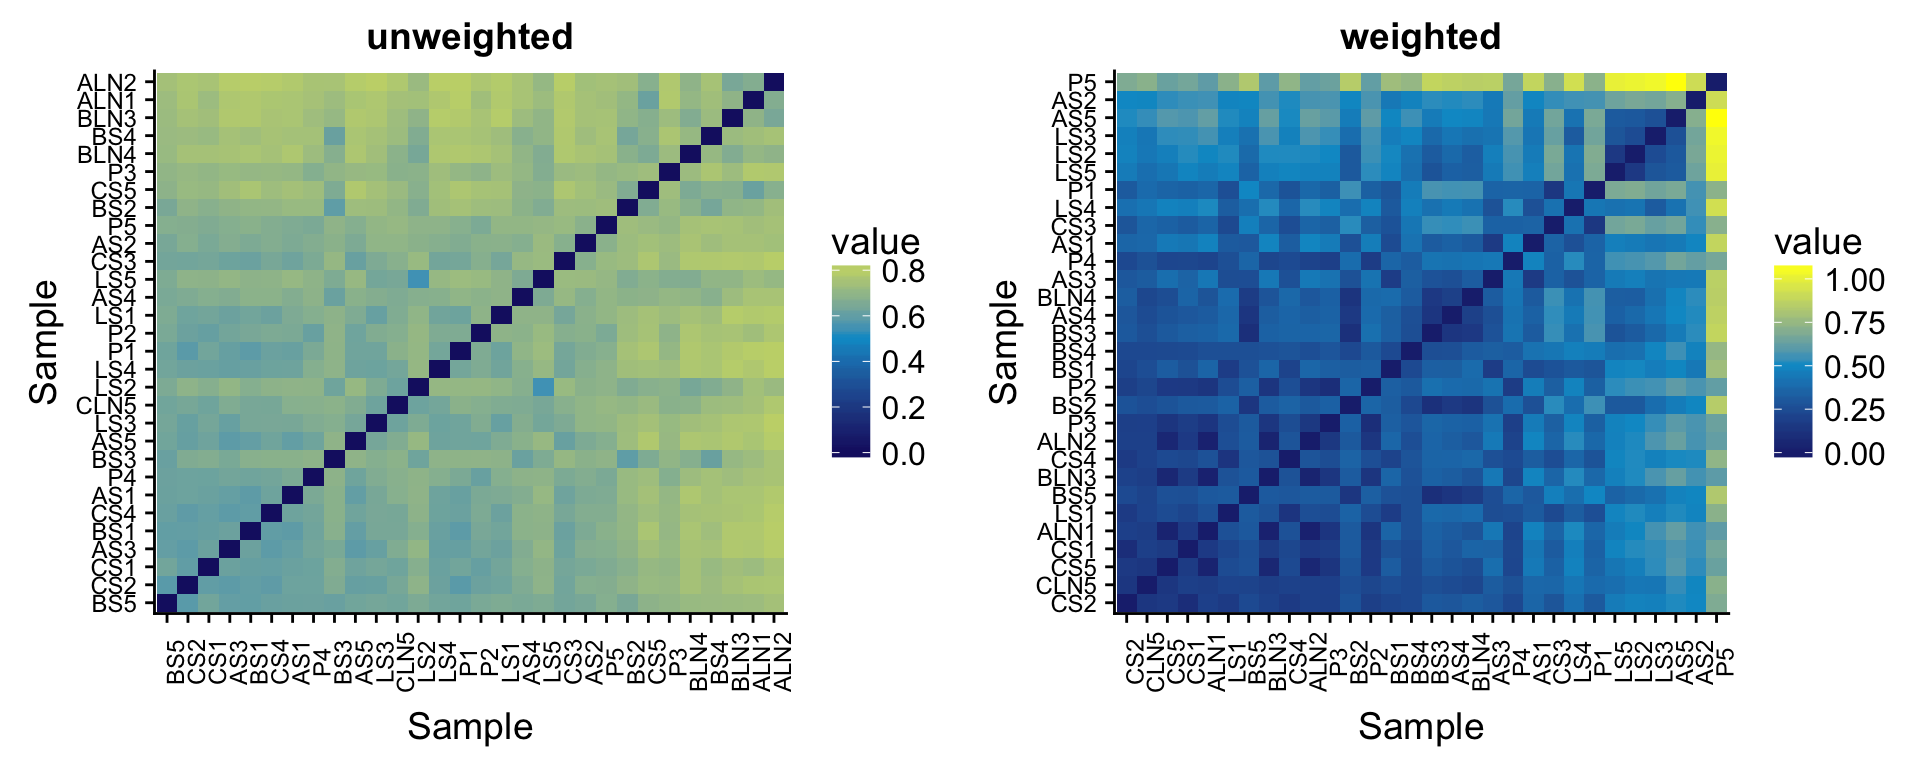 unweighted
ALN2
ALN1
BLN3
BS4
BLN4
P3
CS5
BS2
P5
AS2
CS3
LS5
AS4
LS1
P2
P1
LS4
LS2
CLN5
LS3
AS5
BS3
P4
AS1
CS4
BS1
AS3
CS1
CS2
BS5
Sample
BS5 CS2 CS1 AS3 BS1 CS4 AS1 P4 BS3 AS5 LS3 CLN5 LS2 LS4 P1 P2 LS1 AS4 LS5 CS3 AS2 P5 BS2 CS5 P3 BLN4 BS4 BLN3 ALN1 ALN2
Sample
value
0.8
0.6
0.4
0.2
0.0
weighted
P5
AS2
AS5
LS3
LS2
LS5
P1
LS4
CS3
AS1
P4
AS3
BLN4
AS4
BS3
BS4
BS1
P2
BS2
P3
ALN2
CS4
BLN3
BS5
LS1
ALN1
CS1
CS5
CLN5
CS2
Sample
CS2 CLN5 CS5 CS1 ALN1 LS1 BS5 BLN3 CS4 ALN2 P3 BS2 P2 BS1 BS4 BS3 AS4 BLN4 AS3 P4 AS1 CS3 LS4 P1 LS5 LS2 LS3 AS5 AS2 P5
Sample
value
1.00
0.75
0.50
0.25
0.00